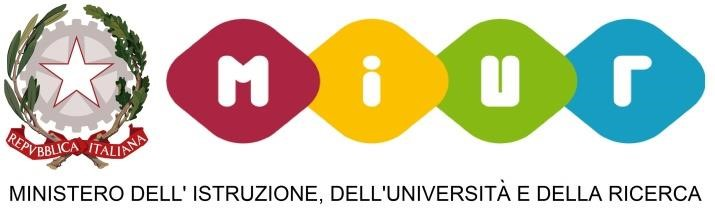 MIUR
REPVBBLICA ITALIANA
MINISTERO DELL' ISTRUZIONE, DELL'UNIVERSITÀ E DELLA RICERCA